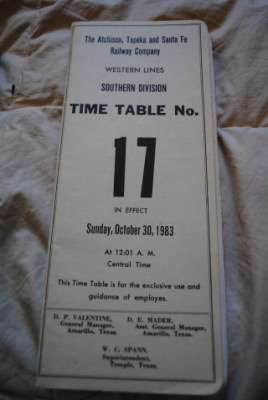 The Atchison, Topeka and Santa Fe
Railway Company
WESTERN LINES
SOUTHERN DIVISION
TIME TABLE No.
17
IN EFFECT
Sunday, October 30, 1983
At 12:01 A. M.
Central Time
This Time Table is for the exclusive use and
guidance of employes.
D. P. VALENTINE, D. E. MADER,
General Manager, Asst. General Manager,
Amarillo, Texas. Amarillo, Texas.
W. C. SPANN,
Superintendent,
Temple, Texas.